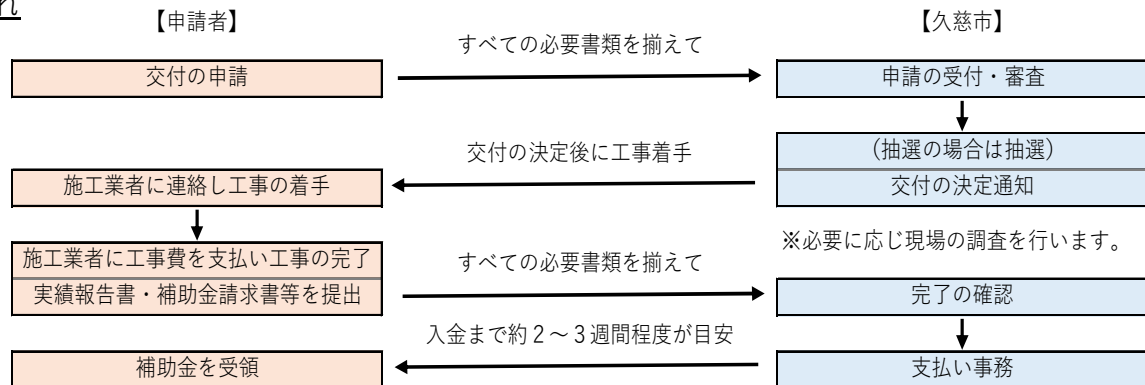 れ
【申請者】
【久慈市】
すべての必要書類を揃えて
交付の申請
申請の受付・審査
交付の決定後に工事着手
(抽選の場合は抽選)
施工業者に連絡し工事の着手
交付の決定通知
※必要に応じ現場の調査を行います。
施工業者に工事費を支払い工事の完了
すべての必要書類を揃えて
実績報告書・補助金請求書等を提出
完了の確認
入金まで約2～3週間程度が目安
補助金を受領
支払い事務